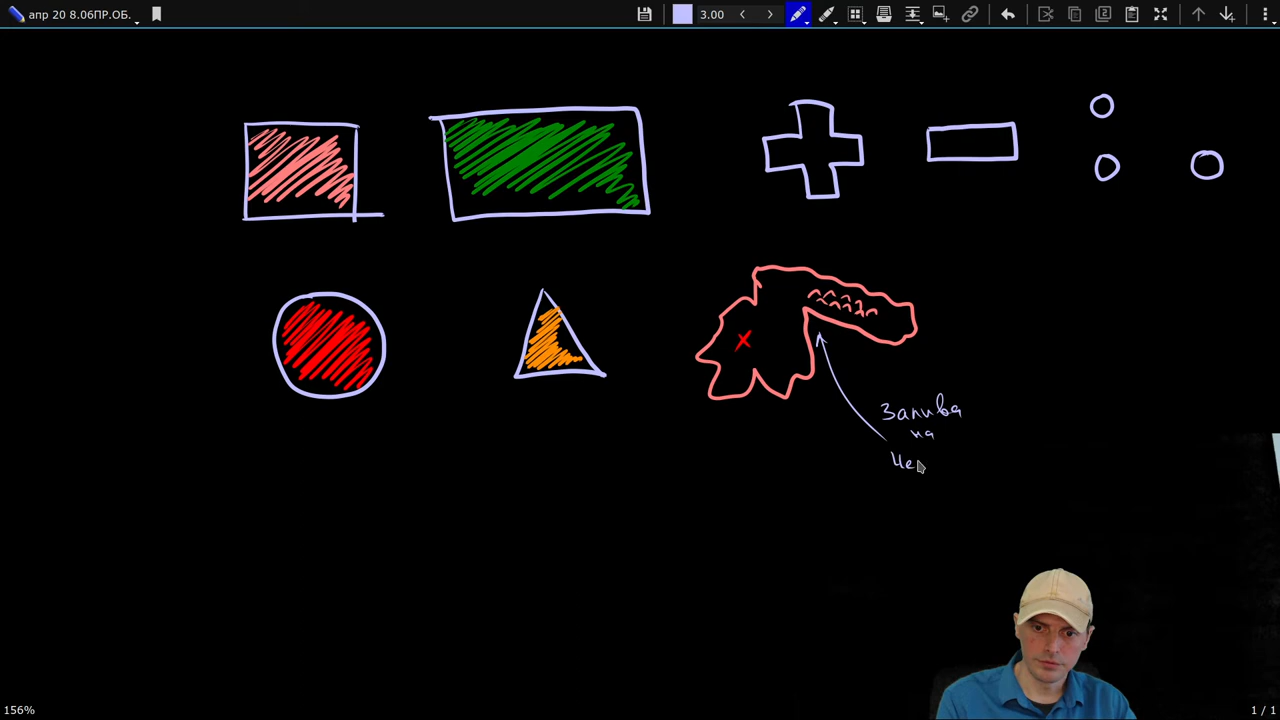 апр 20 8.06ПР.ОБ.
3.00
Залива
на
Че
156%
1 / 1